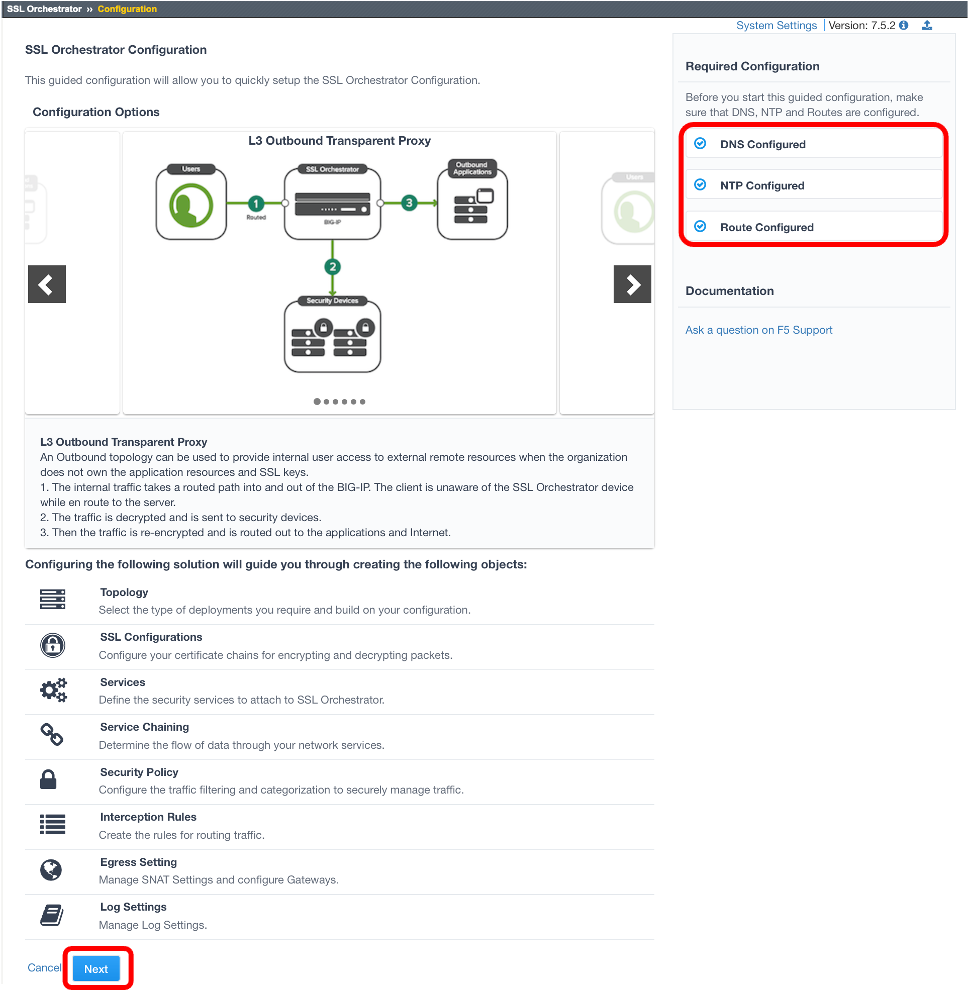 SSL Orchestrator » Configuration
System Settings Version: 7.5.2
SSL Orchestrator Configuration
This guided configuration will allow you to quickly setup the SSL Orchestrator Configuration.
Configuration Options
L3 Outbound Transparent Proxy
Users
SSL Orchestrator
Outbound
Applications
Users
1
3
Routed
BIG-IP
2
Security Devices
L3 Outbound Transparent Proxy
An Outbound topology can be used to provide internal user access to external remote resources when the organization
does not own the application resources and SSL keys.
1. The internal traffic takes a routed path into and out of the BIG-IP. The client is unaware of the SSL Orchestrator device
while en route to the server.
2. The traffic is decrypted and is sent to security devices.
3. Then the traffic is re-encrypted and is routed out to the applications and Internet.
Configuring the following solution will guide you through creating the following objects:
Topology
Select the type of deployments you require and build on your configuration.
SSL Configurations
Configure your certificate chains for encrypting and decrypting packets.
Services
Define the security services to attach to SSL Orchestrator.
Service Chaining
Determine the flow of data through your network services.
Security Policy
Configure the traffic filtering and categorization to securely manage traffic.
Interception Rules
Create the rules for routing traffic.
Egress Setting
Manage SNAT Settings and configure Gateways.
Log Settings
Manage Log Settings.
Cancel Next
Required Configuration
Before you start this guided configuration, make
sure that DNS, NTP and Routes are configured.
DNS Configured
NTP Configured
Route Configured
Documentation
Ask a question on F5 Support